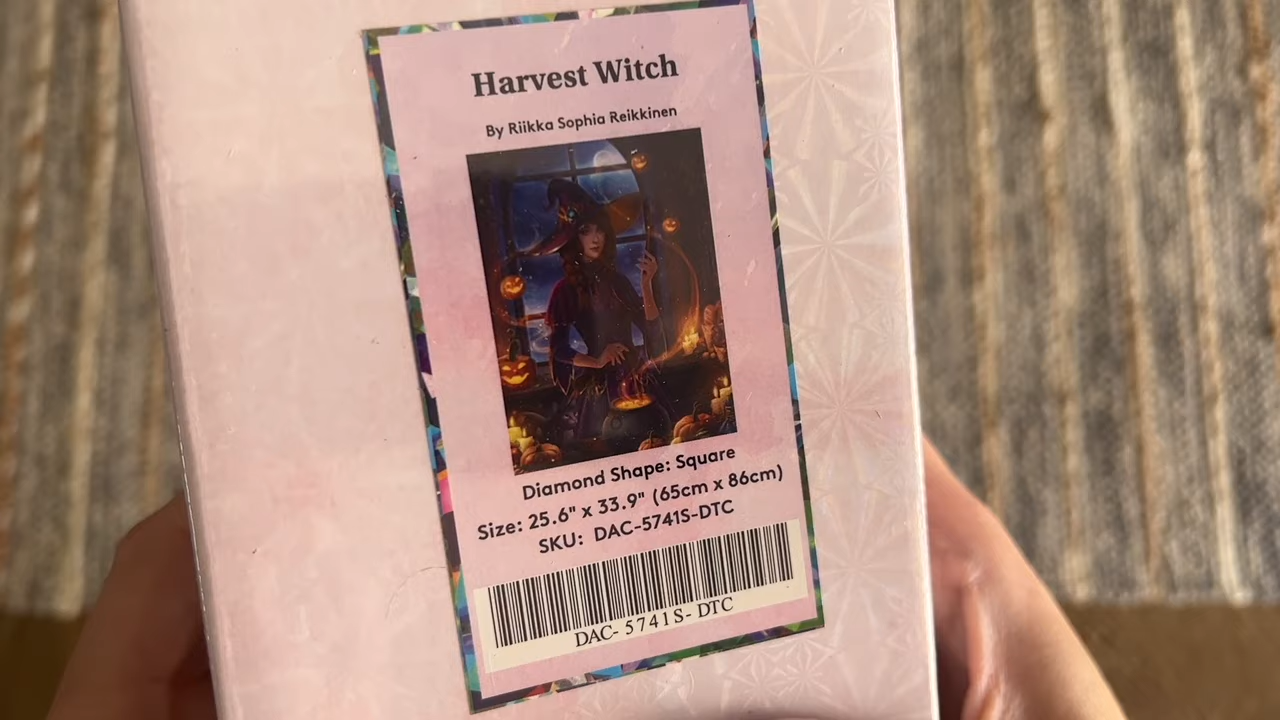 Harvest Witch
By Riikka Sophia Reikkinen
Diamond Shape: Square
Size: 25.6" x 33.9" (65cm x 86cm)
SKU: DAC-5741S-DTC
DAC- 5741S- DTC